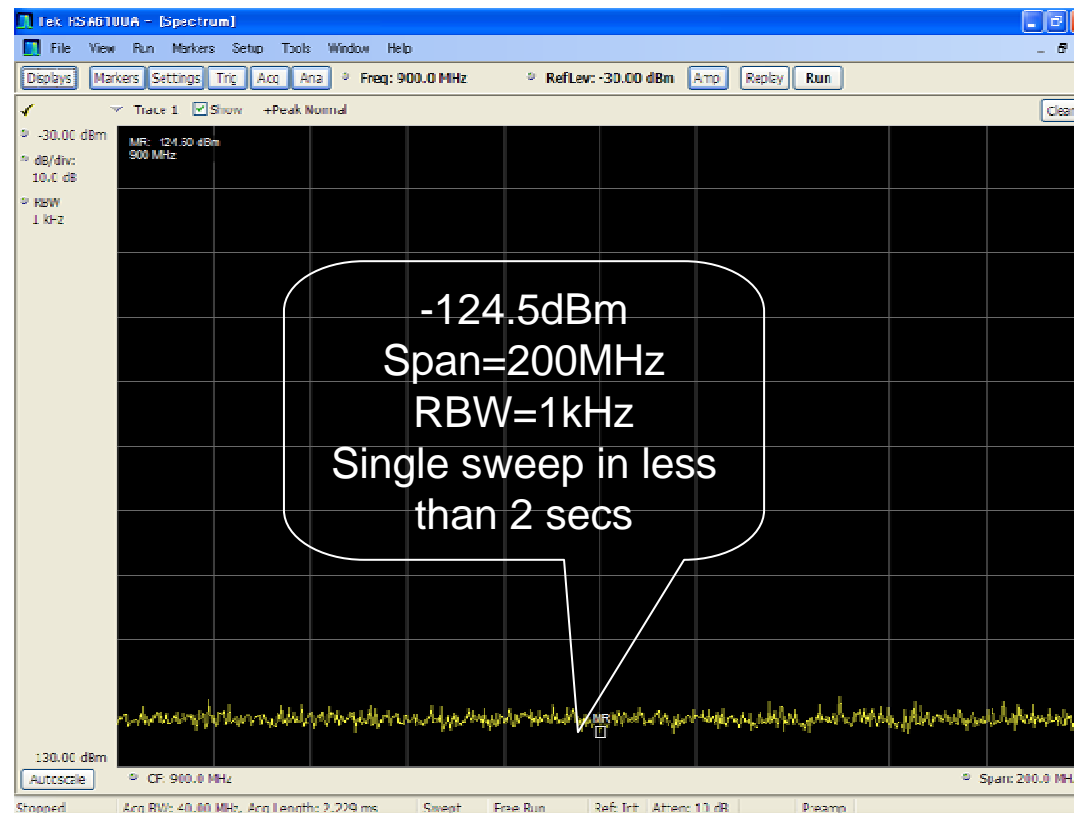 Tek RSA6100A - [Spectrum]
File View Run Markers Setup Tools Window Help
Displays Markers Settings Trig Acq Ana Freq: 900.0 MHz RefLev: -30.00 dBm Amp Replay Run
Trace 1 Show +Peak Normal Clear
-30.00 dBm
dB/div:
10.0 dB
RBW
1 kHz
MR: -124.50 dBm
900 MHz
-124.5dBm
Span=200MHz
RBW=1kHz
Single sweep in less
than 2 secs
MR
130.00 dBm
Autoscale CF: 900.0 MHz Span: 200.0 MHz
Stopped Acq BW: 40.00 MHz, Acq Length: 2.229 ms Swept Free Run Ref: Int Atten: 10 dB Preamp